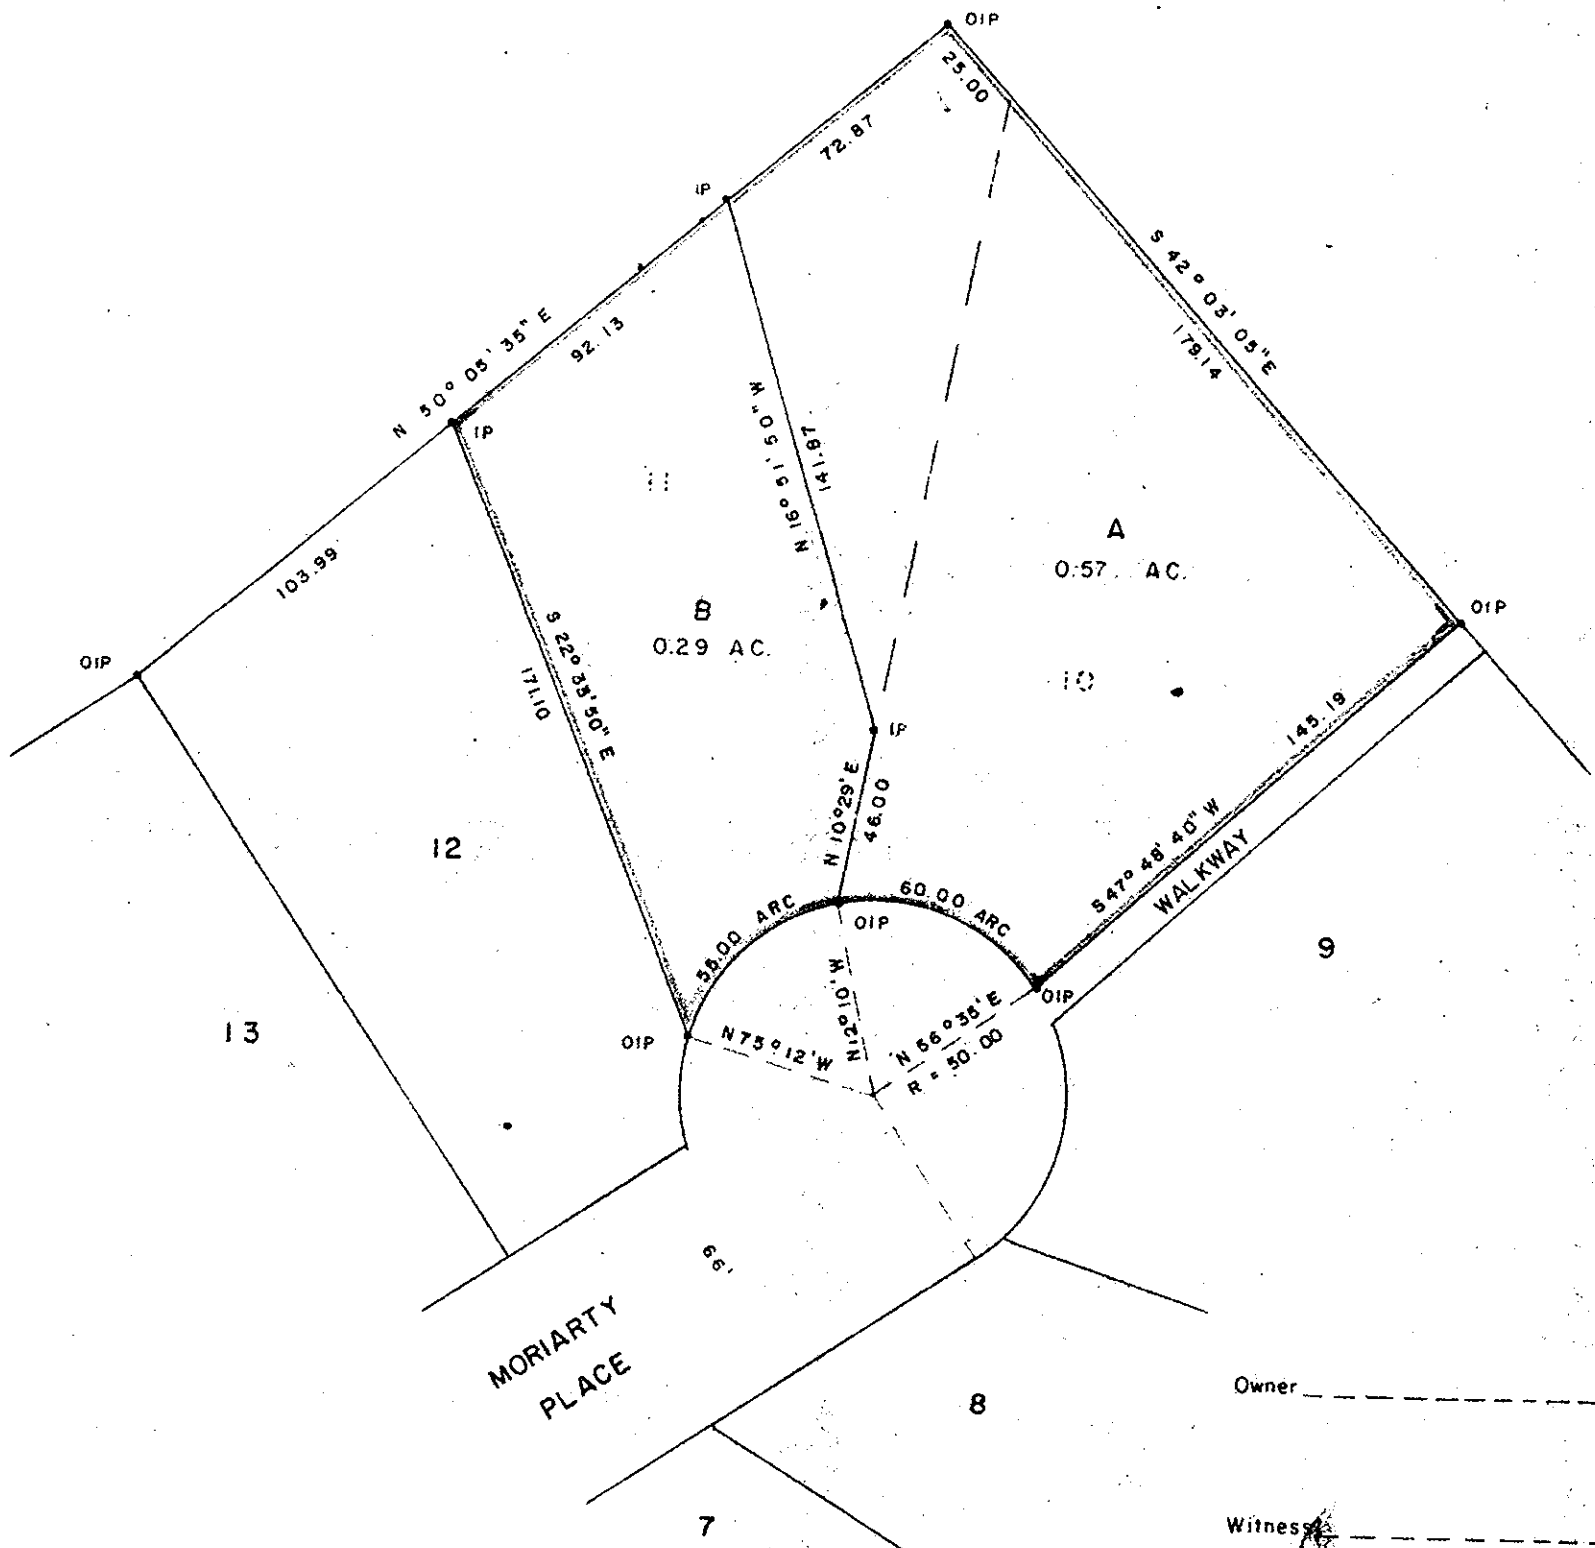 OIP
25.00
72.87
IP
S 42° 03' 05" E
179.14
N 50° 05' 35" E
92.13
IP
N 16° 51' 50" W
141.87
11
A
0.57 AC.
103.99
B
0.29 AC.
S 22° 35' 50" E
171.10
OIP
OIP
10
145.19
IP
N 10° 29' E
46.00
12
S 47° 48' 40" W
WALKWAY
55.00 ARC
60.00 ARC
OIP
9
OIP
13
OIP
N 75° 12' W
N 12° 10' W
N 56° 35' E
R = 50.00
66'
MORIARTY
PLACE
8
Owner
7
Witness